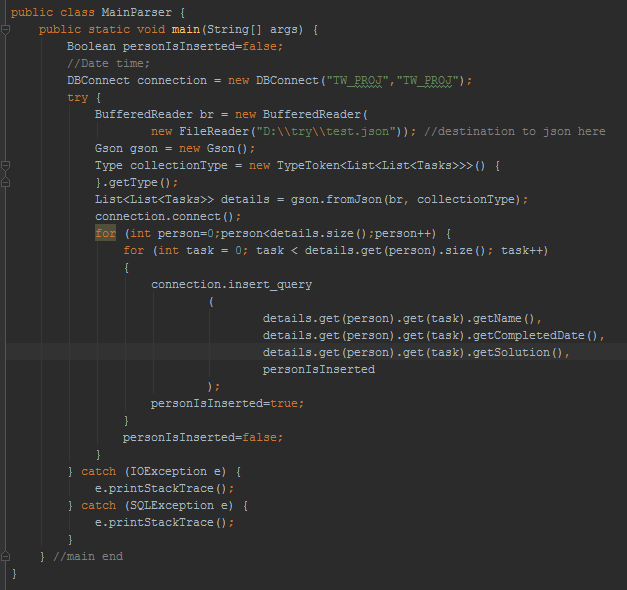 public class MainParser {
    public static void main(String[] args) {
        Boolean personIsInserted=false;
        //Date time;
        DBConnect connection = new DBConnect("TW_PROJ","TW_PROJ");
        try {
            BufferedReader br = new BufferedReader(
                    new FileReader("D:\\try\\test.json")); //destination to json here
            Gson gson = new Gson();
            Type collectionType = new TypeToken<List<List<Tasks>>>() {
            }.getType();
            List<List<Tasks>> details = gson.fromJson(br, collectionType);
            connection.connect();
            for (int person=0;person<details.size();person++) {
                for (int task = 0; task < details.get(person).size(); task++)
                {
                    connection.insert_query
                            (
                                    details.get(person).get(task).getName(),
                                    details.get(person).get(task).getCompletedDate(),
                                    details.get(person).get(task).getSolution(),
                                    personIsInserted
                            );
                    personIsInserted=true;
                }
                personIsInserted=false;
            }
        } catch (IOException e) {
            e.printStackTrace();
        } catch (SQLException e) {
            e.printStackTrace();
        }
    } //main end
}